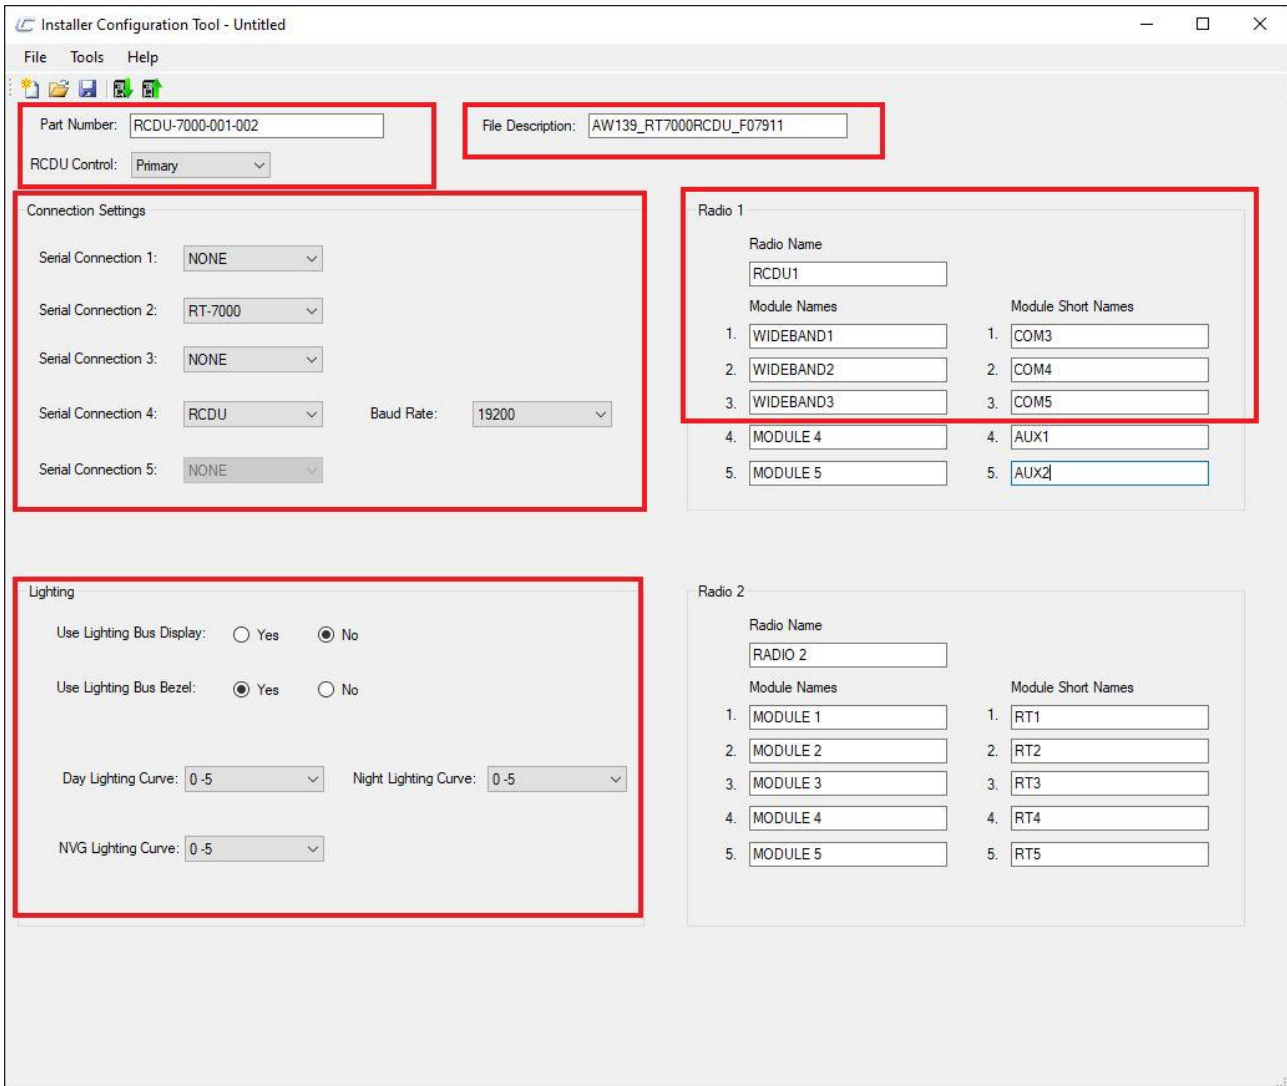 Installer Configuration Tool - Untitled
File Tools Help
Part Number: RCDU-7000-001-002
File Description: AW139_RT7000RCDU_F07911
RCDU Control: Primary
Connection Settings
Serial Connection 1: NONE
Serial Connection 2: RT-7000
Serial Connection 3: NONE
Serial Connection 4: RCDU Baud Rate: 19200
Serial Connection 5: NONE
Radio 1
Radio Name
RCDU1
Module Names Module Short Names
1. WIDEBAND1 1. COM3
2. WIDEBAND2 2. COM4
3. WIDEBAND3 3. COM5
4. MODULE 4 4. AUX1
5. MODULE 5 5. AUX2
Lighting
Use Lighting Bus Display: Yes No
Use Lighting Bus Bezel: Yes No
Day Lighting Curve: 0 -5 Night Lighting Curve: 0 -5
NVG Lighting Curve: 0 -5
Radio 2
Radio Name
RADIO 2
Module Names Module Short Names
1. MODULE 1 1. RT1
2. MODULE 2 2. RT2
3. MODULE 3 3. RT3
4. MODULE 4 4. RT4
5. MODULE 5 5. RT5